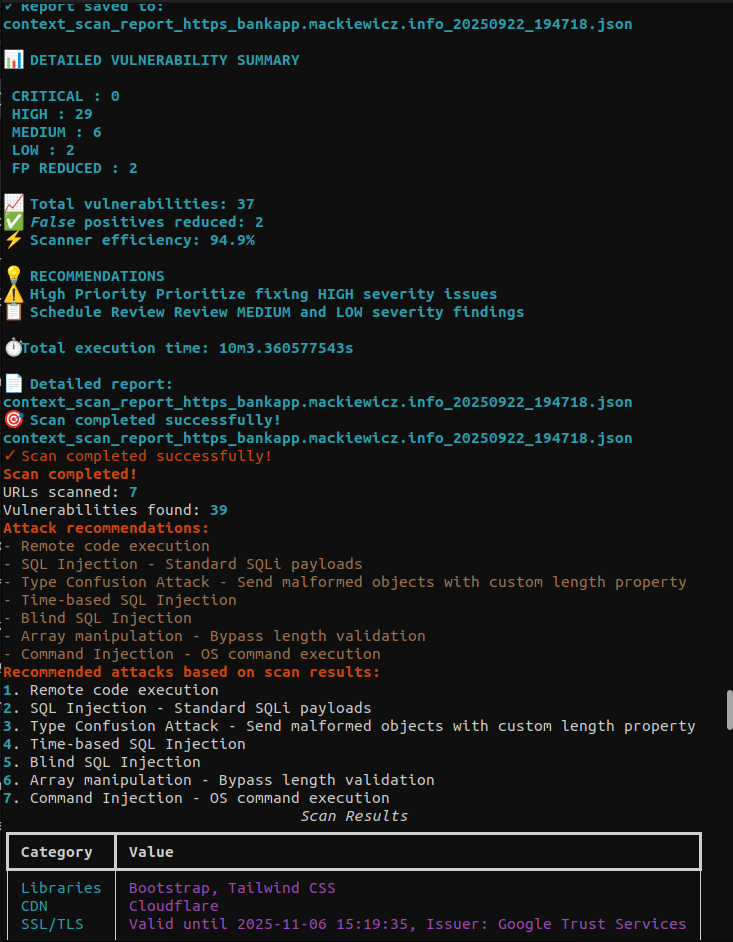 ✓ Report saved to:
context_scan_report_https_bankapp.mackiewicz.info_20250922_194718.json
📊 DETAILED VULNERABILITY SUMMARY
CRITICAL : 0
HIGH : 29
MEDIUM : 6
LOW : 2
FP REDUCED : 2
📈 Total vulnerabilities: 37
✅ False positives reduced: 2
⚡ Scanner efficiency: 94.9%
💡 RECOMMENDATIONS
⚠️ High Priority Prioritize fixing HIGH severity issues
📋 Schedule Review Review MEDIUM and LOW severity findings
⏱️Total execution time: 10m3.360577543s
📄 Detailed report:
context_scan_report_https_bankapp.mackiewicz.info_20250922_194718.json
🎯 Scan completed successfully!
context_scan_report_https_bankapp.mackiewicz.info_20250922_194718.json
✓ Scan completed successfully!
Scan completed!
URLs scanned: 7
Vulnerabilities found: 39
Attack recommendations:
- Remote code execution
- SQL Injection - Standard SQLi payloads
- Type Confusion Attack - Send malformed objects with custom length property
- Time-based SQL Injection
- Blind SQL Injection
- Array manipulation - Bypass length validation
- Command Injection - OS command execution
Recommended attacks based on scan results:
1. Remote code execution
2. SQL Injection - Standard SQLi payloads
3. Type Confusion Attack - Send malformed objects with custom length property
4. Time-based SQL Injection
5. Blind SQL Injection
6. Array manipulation - Bypass length validation
7. Command Injection - OS command execution
Scan Results
Category Value
Libraries Bootstrap, Tailwind CSS
CDN Cloudflare
SSL/TLS Valid until 2025-11-06 15:19:35, Issuer: Google Trust Services